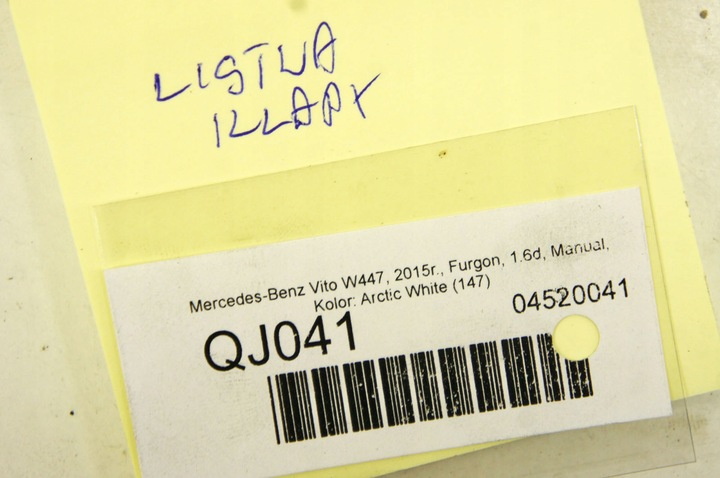 LISTWA
KLAPY
Mercedes-Benz Vito W447, 2015r., Furgon, 1.6d, Manual,
Kolor: Arctic White (147)
QJ041
04520041